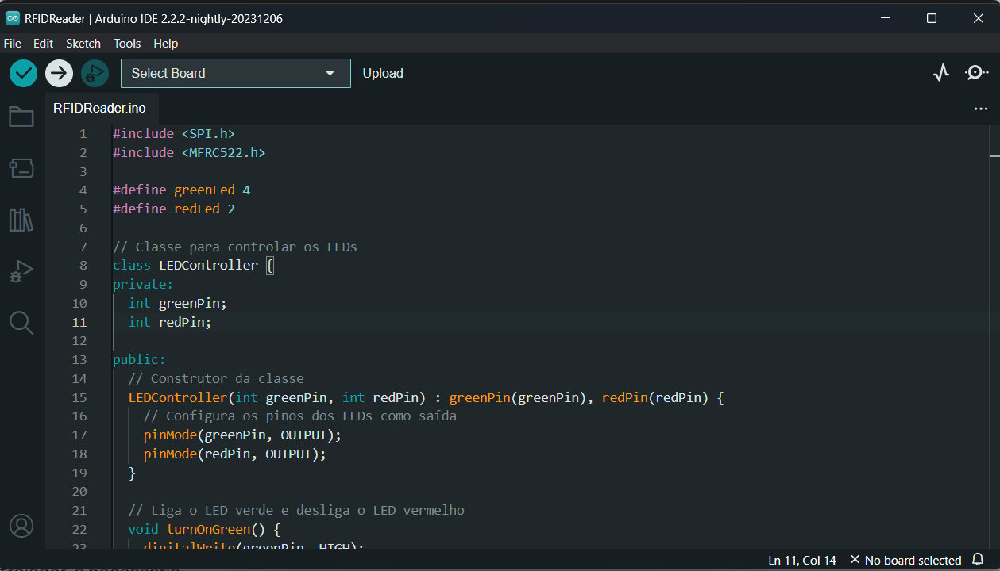 RFIDReader | Arduino IDE 2.2.2-nightly-20231206
File Edit Sketch Tools Help
Select Board Upload
RFIDReader.ino
1 #include <SPI.h>
2 #include <MFRC522.h>
3
4 #define greenLed 4
5 #define redLed 2
6
7 // Classe para controlar os LEDs
8 class LEDController {
9 private:
10 int greenPin;
11 int redPin;
12
13 public:
14 // Construtor da classe
15 LEDController(int greenPin, int redPin) : greenPin(greenPin), redPin(redPin) {
16 // Configura os pinos dos LEDs como saída
17 pinMode(greenPin, OUTPUT);
18 pinMode(redPin, OUTPUT);
19 }
20
21 // Liga o LED verde e desliga o LED vermelho
22 void turnOnGreen() {
23 digitalWrite(greenPin, HIGH);
Ln 11, Col 14 No board selected